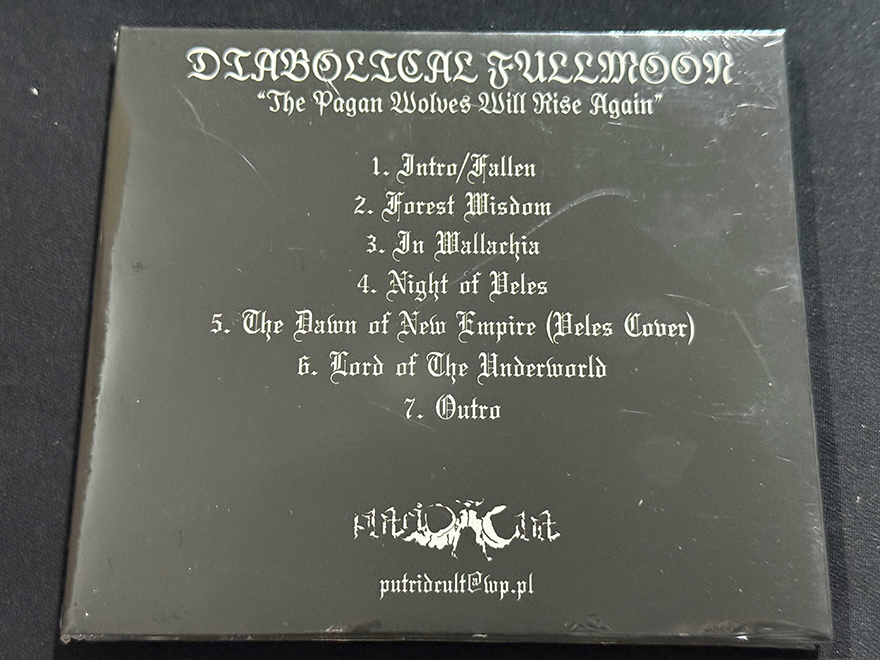 DIABOLICAL FULLMOON
"The Pagan Wolves Will Rise Again"
1. Intro/Fallen
2. Forest Wisdom
3. In Wallachia
4. Night of Veles
5. The Dawn of New Empire (Veles Cover)
6. Lord of The Underworld
7. Outro
putridcult@wp.pl